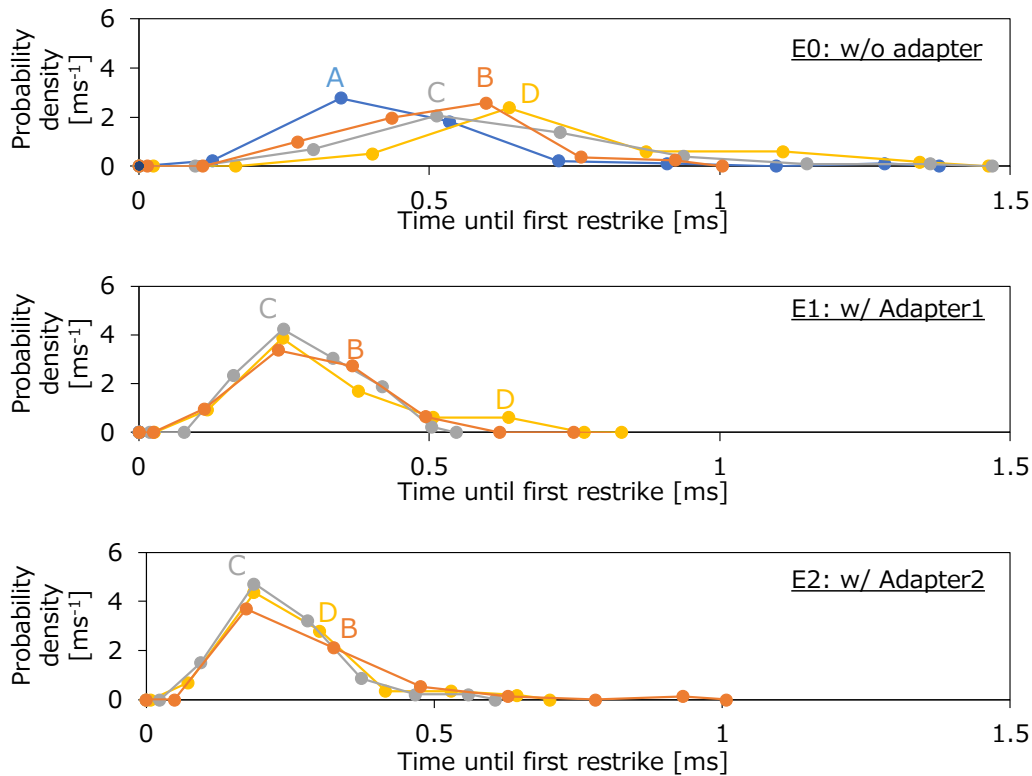 Probability
density
[ms⁻¹]
6
4
2
0
E0: w/o adapter
A
B
C
D
0
0.5
1
1.5
Time until first restrike [ms]
Probability
density
[ms⁻¹]
6
4
2
0
E1: w/ Adapter1
C
B
D
0
0.5
1
1.5
Time until first restrike [ms]
Probability
density
[ms⁻¹]
6
4
2
0
E2: w/ Adapter2
C
D
B
0
0.5
1
1.5
Time until first restrike [ms]